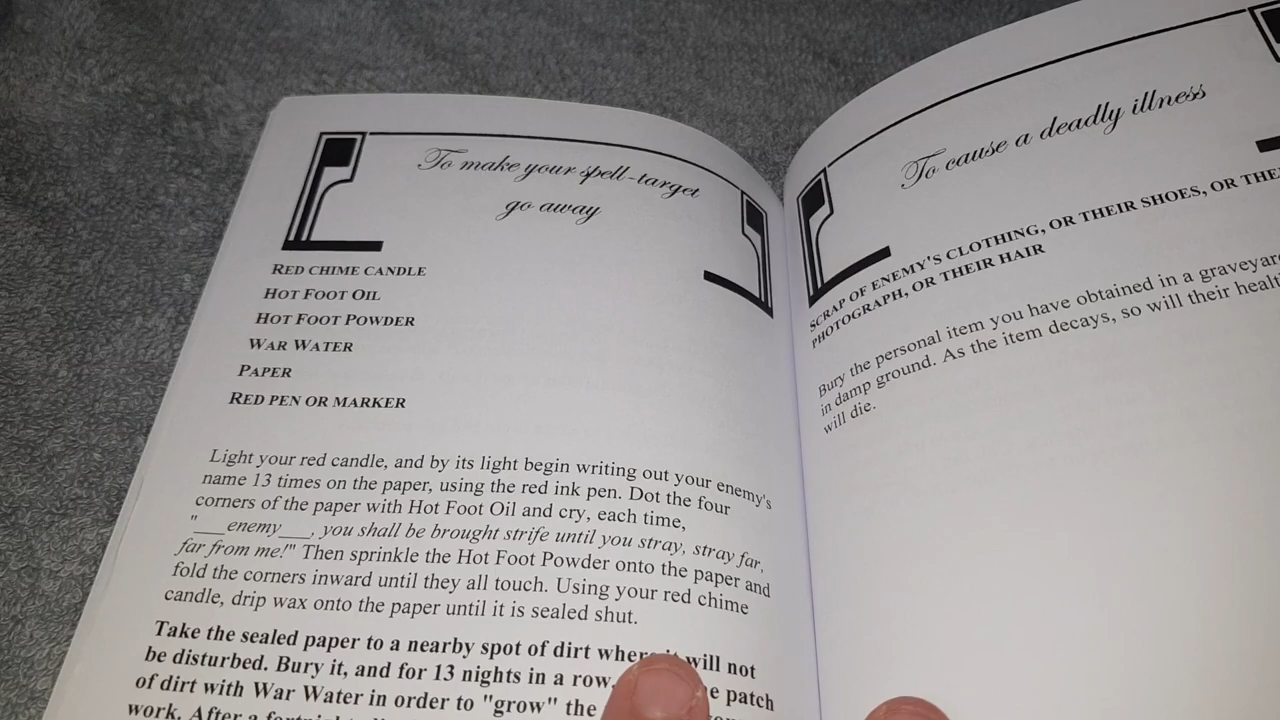 To make your spell-target
go away
RED CHIME CANDLE
HOT FOOT OIL
HOT FOOT POWDER
WAR WATER
PAPER
RED PEN OR MARKER
Light your red candle, and by its light begin writing out your enemy's
name 13 times on the paper, using the red ink pen. Dot the four
corners of the paper with Hot Foot Oil and cry, each time,
"___enemy___, you shall be brought strife until you stray, stray far,
far from me!" Then sprinkle the Hot Foot Powder onto the paper and
fold the corners inward until they all touch. Using your red chime
candle, drip wax onto the paper until it is sealed shut.
Take the sealed paper to a nearby spot of dirt where it will not
be disturbed. Bury it, and for 13 nights in a row, patch
of dirt with War Water in order to "grow" the
work. After a
To cause a deadly illness
SCRAP OF ENEMY'S CLOTHING, OR THEIR SHOES, OR
PHOTOGRAPH, OR THEIR HAIR
Bury the personal item you have obtained in a graveyard
in damp ground. As the item decays, so will their
will die.